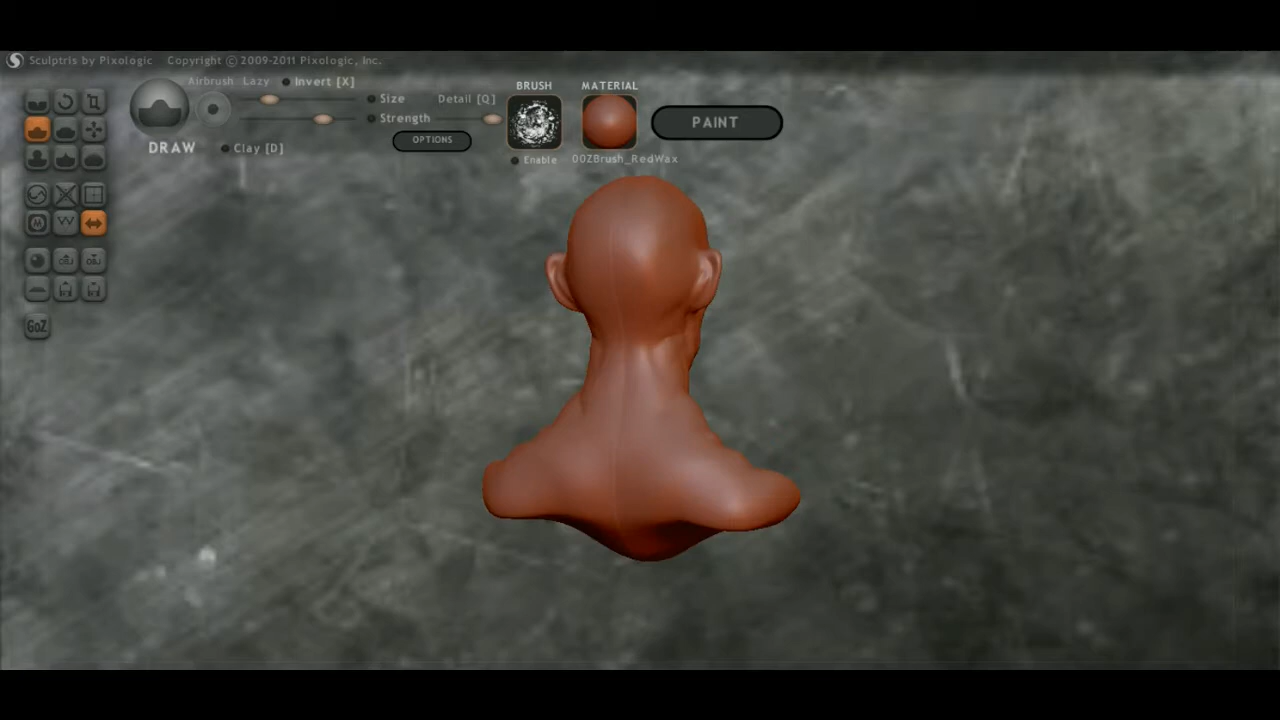 Sculptris by Pixologic Copyright © 2009-2011 Pixologic, Inc.
Airbrush Lazy Invert [X]
BRUSH
MATERIAL
Size
Detail [Q]
Strength
PAINT
OPTIONS
DRAW
Clay [D]
Enable
00ZBrush_RedWax
GoZ